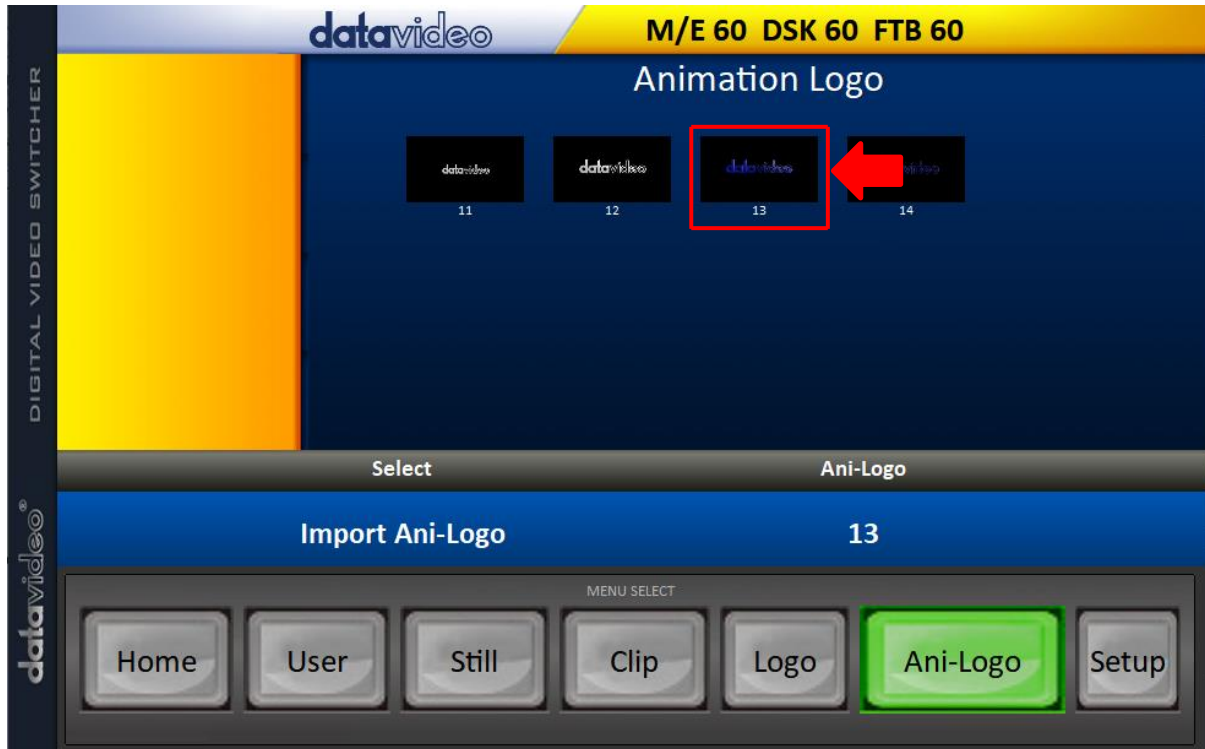 datavideo
M/E 60 DSK 60 FTB 60
DIGITAL VIDEO SWITCHER
Animation Logo
datavideo
datavideo
datavideo
11
12
13
14
Select
Ani-Logo
Import Ani-Logo
13
datavideo®
MENU SELECT
Home
User
Still
Clip
Logo
Ani-Logo
Setup